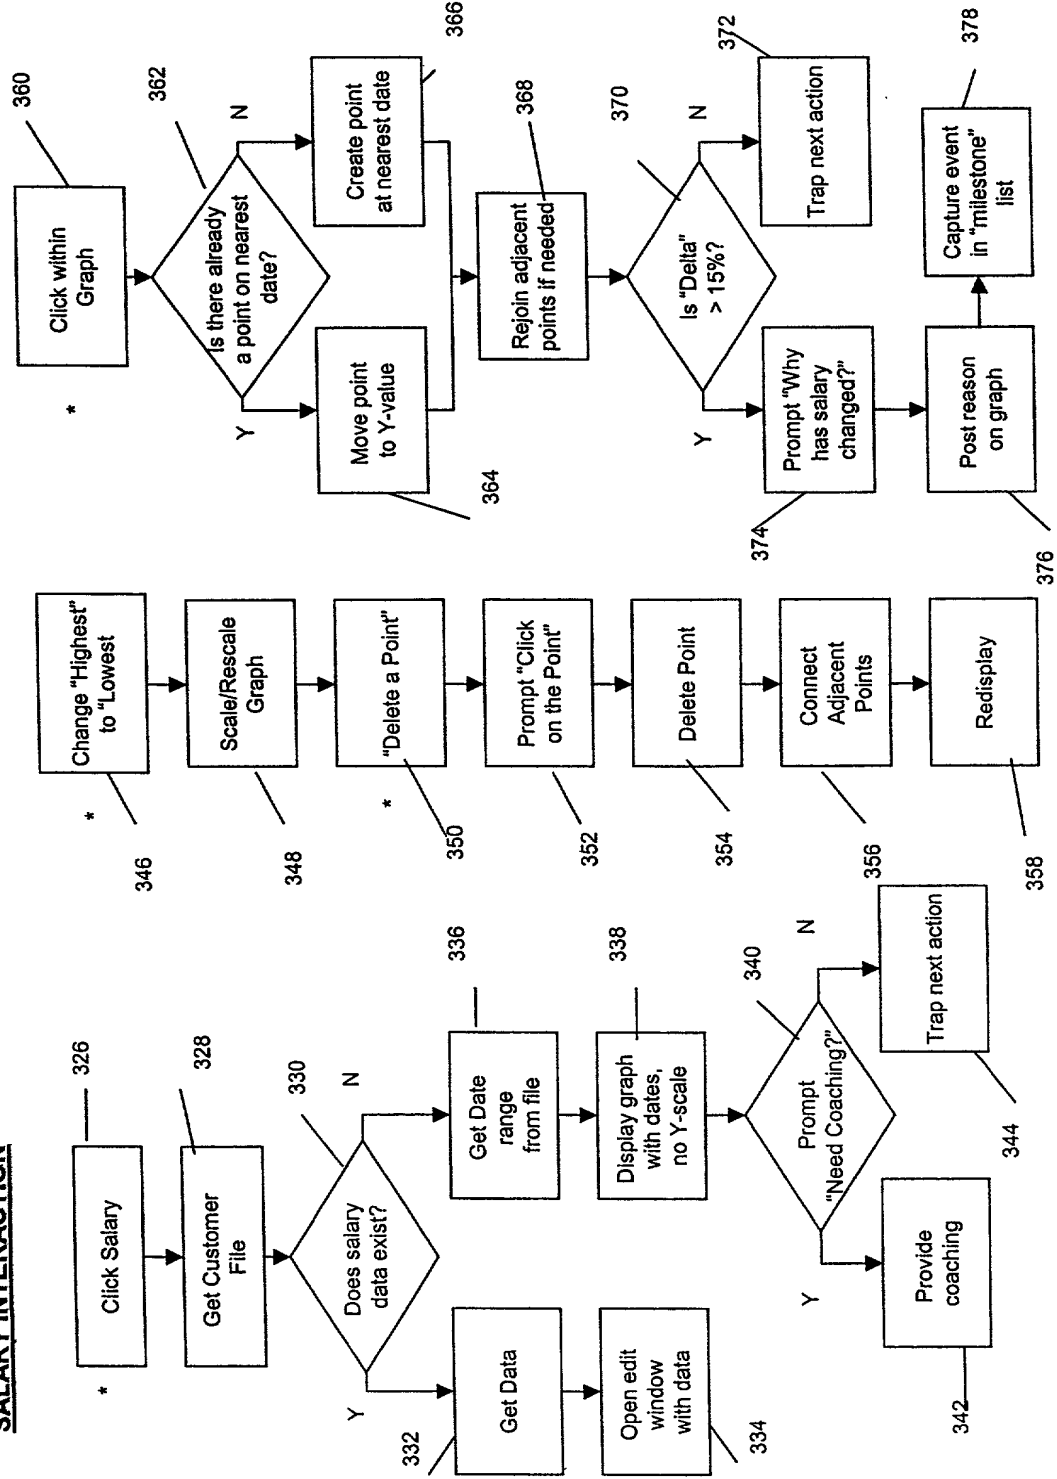 SALARY INTERACTION
*
Click Salary
326
Get Customer
File
328
Does salary
data exist?
330
Y
N
Get Data
332
Open edit
window
with data
334
Get Date
range
from file
336
Display graph
with dates,
no Y-scale
338
Prompt
"Need Coaching?"
340
Y
N
Provide
coaching
342
Trap next action
344
*
Change "Highest"
to "Lowest
346
Scale/Rescale
Graph
348
*
"Delete a Point"
350
Prompt "Click
on the Point"
352
Delete Point
354
Connect
Adjacent
Points
356
Redisplay
358
*
Click within
Graph
360
Is there already
a point on nearest
date?
362
Y
N
Move point
to Y-value
364
Create point
at nearest date
366
Rejoin adjacent
points if needed
368
Is "Delta"
> 15%?
370
Y
N
Trap next action
372
Prompt "Why
has salary
changed?"
374
Post reason
on graph
376
Capture event
in "milestone"
list
378